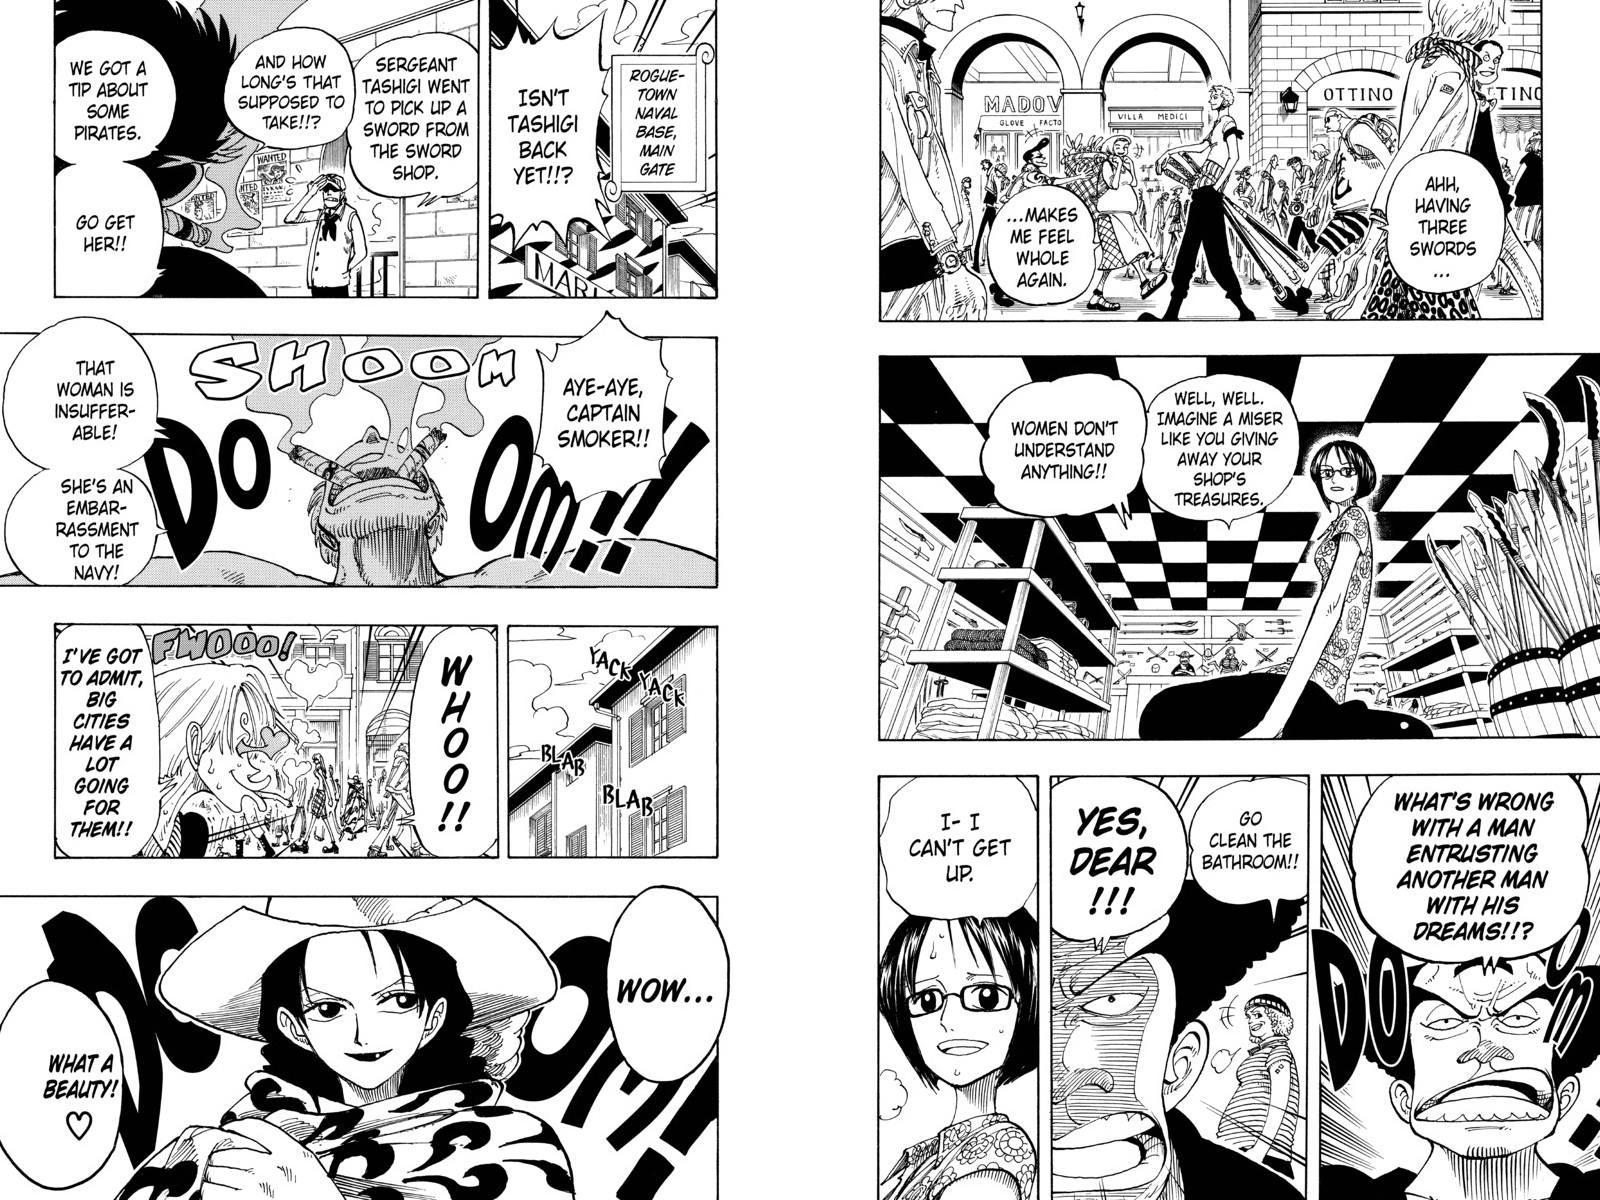 AHH,
HAVING
THREE
SWORDS
...
...MAKES
ME FEEL
WHOLE
AGAIN.
MADOV
GLOVE FACTO
VILLA MEDICI
OTTINO
TINO
WELL, WELL.
IMAGINE A MISER
LIKE YOU GIVING
AWAY YOUR
SHOP'S
TREASURES.
WOMEN DON'T
UNDERSTAND
ANYTHING!!
WHAT'S WRONG
WITH A MAN
ENTRUSTING
ANOTHER MAN
WITH HIS
DREAMS!!?
DOOM
GO
CLEAN THE
BATHROOM!!
YES,
DEAR
!!!
I- I
CAN'T GET
UP.
ROGUE-
TOWN
NAVAL
BASE,
MAIN
GATE
ISN'T
TASHIGI
BACK
YET!!?
MARI
SERGEANT
TASHIGI WENT
TO PICK UP A
SWORD FROM
THE SWORD
SHOP.
AND HOW
LONG'S THAT
SUPPOSED TO
TAKE!!?
WANTED
WE GOT A
TIP ABOUT
SOME
PIRATES.
GO GET
HER!!
AYE-AYE,
CAPTAIN
SMOKER!!
SHOOM
DOOM!!
THAT
WOMAN IS
INSUFFER-
ABLE!
SHE'S AN
EMBAR-
RASSMENT
TO THE
NAVY!
YACK YACK
BLAB
BLAB
WHOO!!
FWOOO!
I'VE GOT
TO ADMIT,
BIG
CITIES
HAVE A
LOT
GOING
FOR
THEM!!
WOW...
WHAT A
BEAUTY!
♡